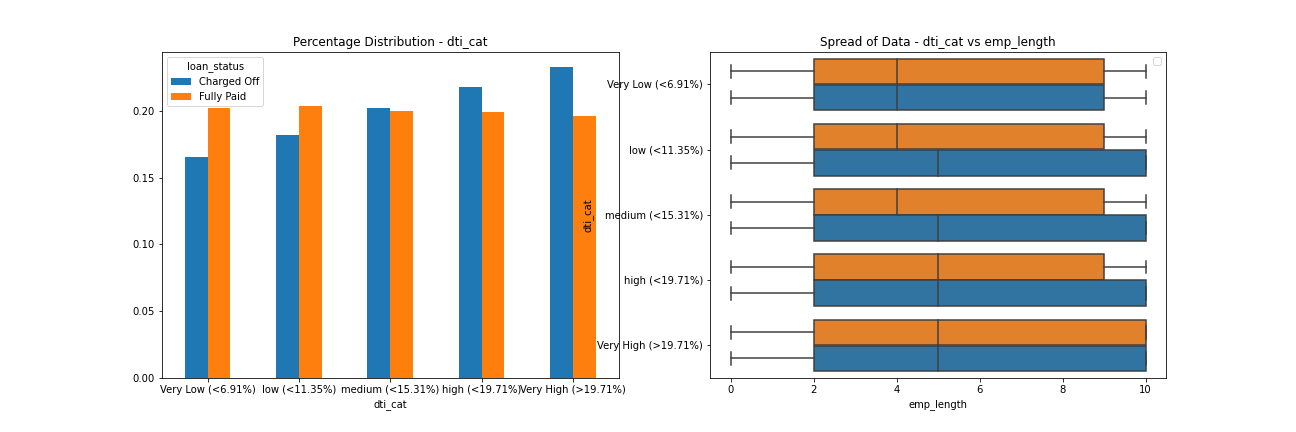 Percentage Distribution - dti_cat
loan_status
Charged Off
Fully Paid
0.20
0.15
0.10
0.05
0.00
Very Low (<6.91%)
low (<11.35%)
medium (<15.31%)
high (<19.71%)
Very High (>19.71%)
dti_cat
Spread of Data - dti_cat vs emp_length
dti_cat
Very Low (<6.91%)
low (<11.35%)
medium (<15.31%)
high (<19.71%)
Very High (>19.71%)
0 2 4 6 8 10
emp_length